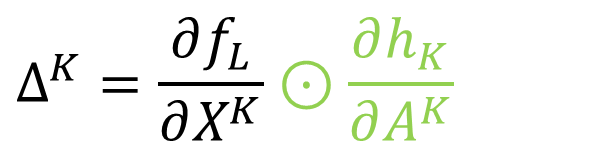 Δ^K = ∂f_L/∂X^K ⊙ ∂h_K/∂A^K